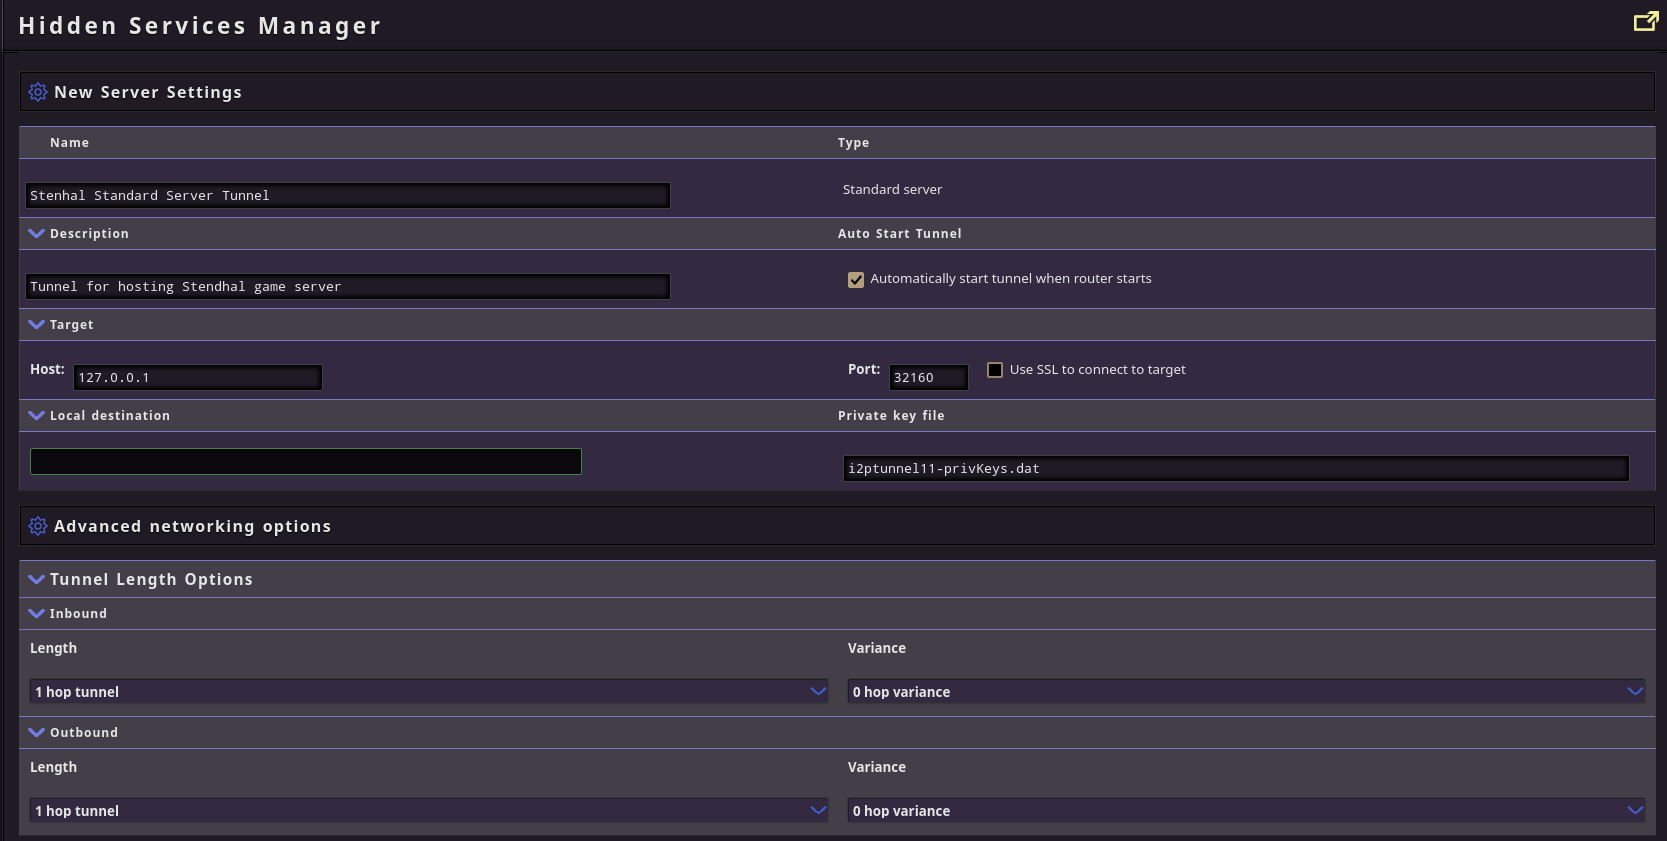 Hidden Services Manager
New Server Settings
Name Type
Stenhal Standard Server Tunnel Standard server
Description Auto Start Tunnel
Tunnel for hosting Stendhal game server Automatically start tunnel when router starts
Target
Host: 127.0.0.1 Port: 32160 Use SSL to connect to target
Local destination Private key file
i2ptunnel11-privKeys.dat
Advanced networking options
Tunnel Length Options
Inbound
Length Variance
1 hop tunnel 0 hop variance
Outbound
Length Variance
1 hop tunnel 0 hop variance